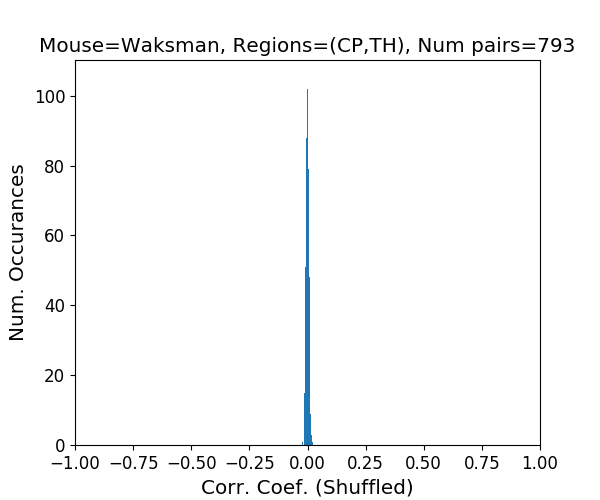 Mouse=Waksman, Regions=(CP,TH), Num pairs=793
100
80
60
40
20
0
Num. Occurances
−1.00 −0.75 −0.50 −0.25 0.00 0.25 0.50 0.75 1.00
Corr. Coef. (Shuffled)